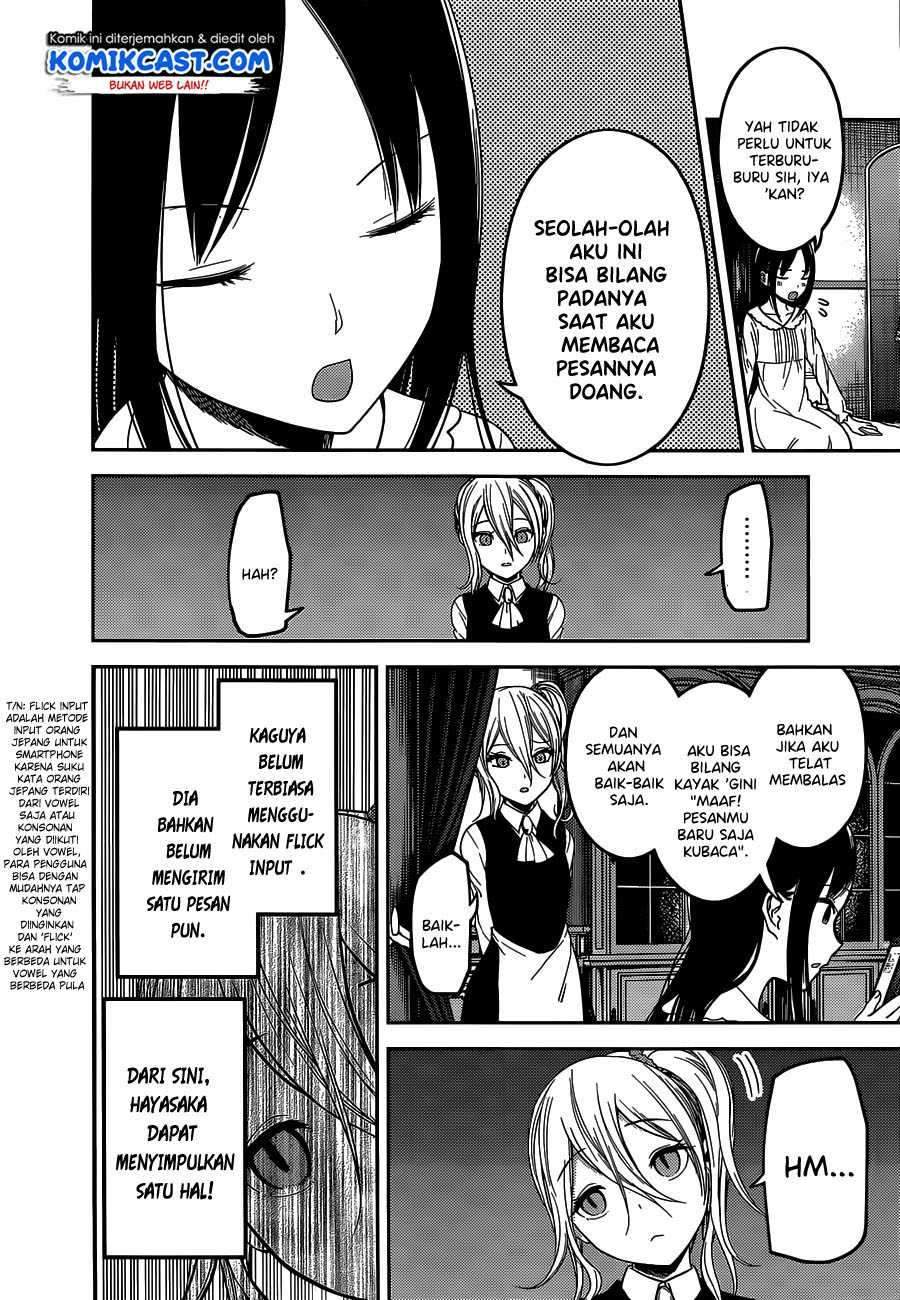 Komik ini diterjemahkan & diedit oleh
KOMIKCAST.COM
BUKAN WEB LAIN!!
YAH TIDAK
PERLU UNTUK
TERBURU-
BURU SIH, IYA
'KAN?
SEOLAH-OLAH
AKU INI
BISA BILANG
PADANYA
SAAT AKU
MEMBACA
PESANNYA
DOANG.
.........
HAH?
BAHKAN
JIKA AKU
TELAT
MEMBALAS
AKU BISA
BILANG
KAYAK 'GINI
"MAAF!
PESANMU
BARU SAJA
KUBACA".
DAN
SEMUANYA
AKAN
BAIK-BAIK
SAJA.
BAIK-
LAH...
HM...
KAGUYA
BELUM
TERBIASA
MENGGU-
NAKAN FLICK
INPUT .
DIA
BAHKAN
BELUM
MENGIRIM
SATU PESAN
PUN.
DARI SINI,
HAYASAKA
DAPAT
MENYIMPULKAN
SATU HAL!
T/N: FLICK INPUT
ADALAH METODE
INPUT ORANG
JEPANG UNTUK
SMARTPHONE
KARENA SUKU
KATA ORANG
JEPANG TERDIRI
DARI VOWEL
SAJA ATAU
KONSONAN
YANG DIIKUTI
OLEH VOWEL,
PARA PENGGUNA
BISA DENGAN
MUDAHNYA TAP
KONSONAN
YANG
DIINGINKAN
DAN 'FLICK'
KE ARAH YANG
BERBEDA UNTUK
VOWEL YANG
BERBEDA PULA